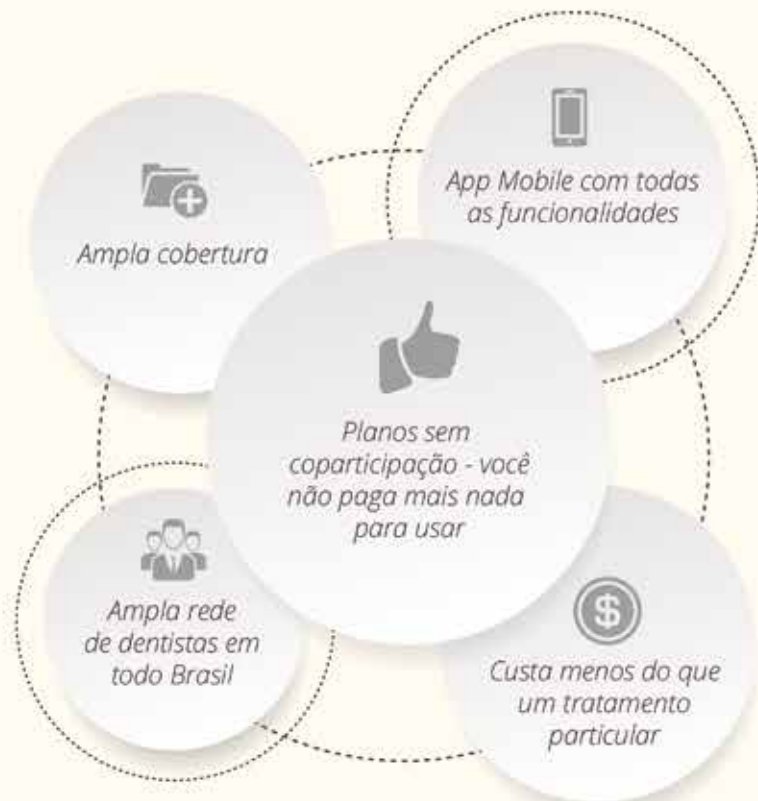 App Mobile com todas
as funcionalidades
Ampla cobertura
Planos sem
coparticipação - você
não paga mais nada
para usar
Ampla rede
de dentistas em
todo Brasil
Custa menos do que
um tratamento
particular